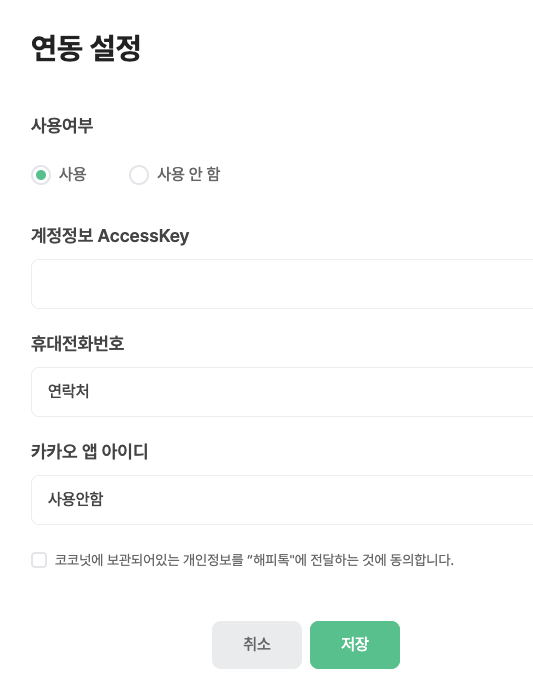 연동 설정
사용여부
사용 사용 안 함
계정정보 AccessKey
휴대전화번호
연락처
카카오 앱 아이디
사용안함
코코넛에 보관되어있는 개인정보를 “해피톡"에 전달하는 것에 동의합니다.
취소 저장